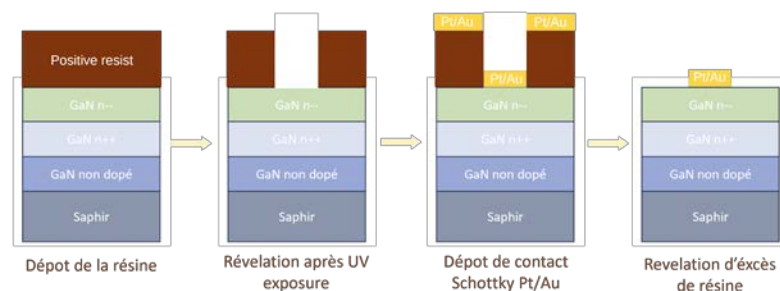 Positive resist
GaN n--
GaN n++
GaN non dopé
Saphir
Dépot de la résine
GaN n--
GaN n++
GaN non dopé
Saphir
Révelation après UV
exposure
Pt/Au
Pt/Au
Pt/Au
GaN n--
GaN n++
GaN non dopé
Saphir
Dépot de contact
Schottky Pt/Au
Pt/Au
GaN n--
GaN n++
GaN non dopé
Saphir
Revelation d'éxcès
de résine